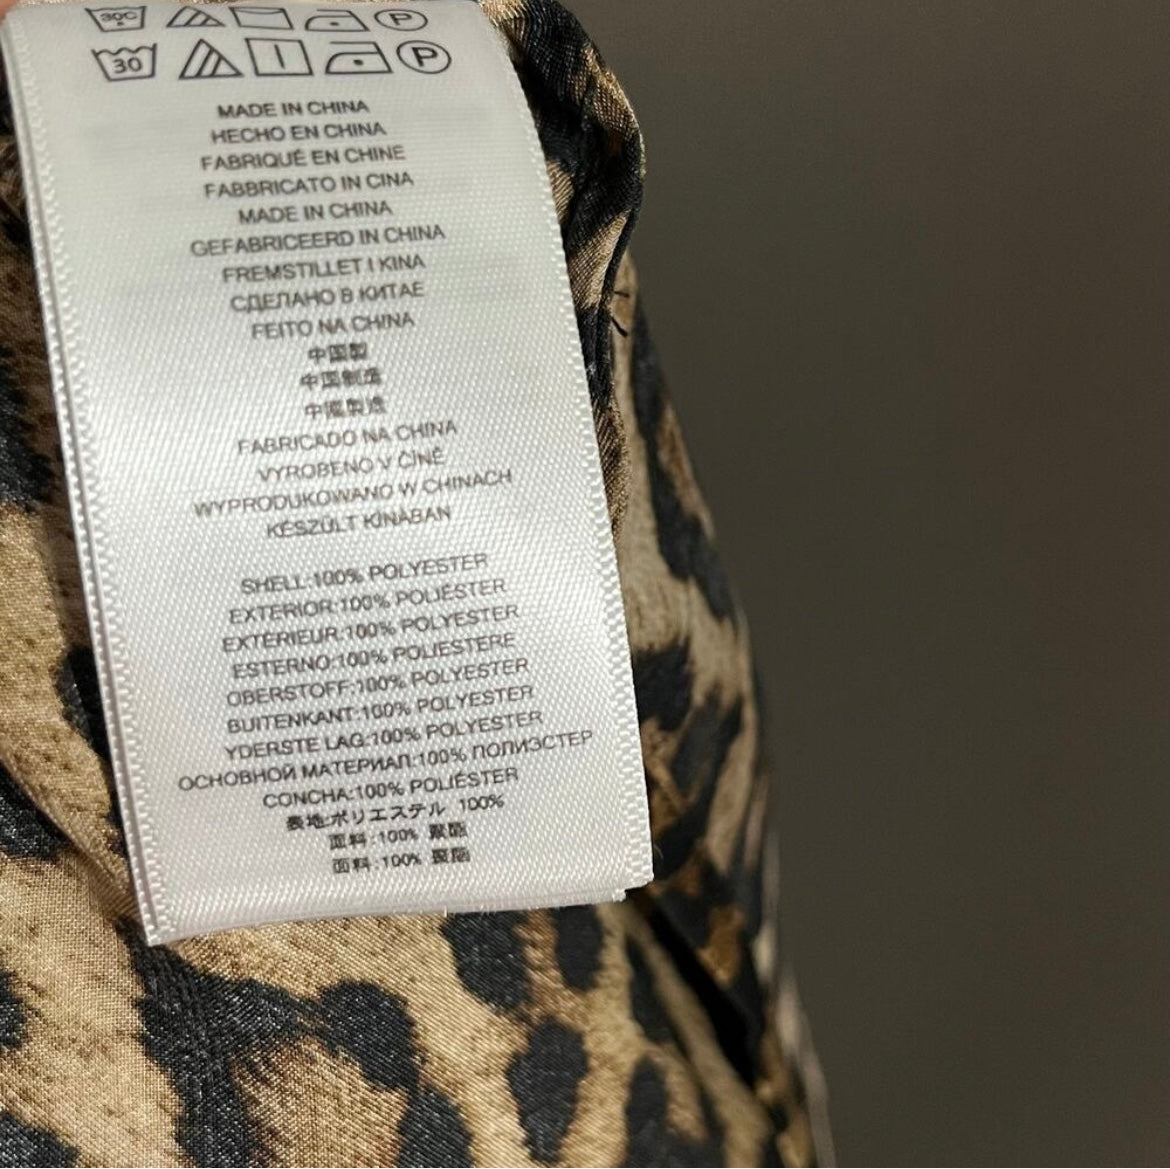 30C P
30 P
MADE IN CHINA
HECHO EN CHINA
FABRIQUÉ EN CHINE
FABBRICATO IN CINA
MADE IN CHINA
GEFABRICEERD IN CHINA
FREMSTILLET I KINA
СДЕЛАНО В КИТАЕ
FEITO NA CHINA
中国製
中国制造
中國製造
FABRICADO NA CHINA
VYROBENO V ČÍNĚ
WYPRODUKOWANO W CHINACH
KÉSZÜLT KÍNÁBAN
SHELL:100% POLYESTER
EXTERIOR:100% POLIÉSTER
EXTÉRIEUR:100% POLYESTER
ESTERNO:100% POLIESTERE
OBERSTOFF:100% POLYESTER
BUITENKANT:100% POLYESTER
YDERSTE LAG:100% POLYESTER
ОСНОВНОЙ МАТЕРИАЛ:100% ПОЛИЭСТЕР
CONCHA:100% POLIÉSTER
表地:ポリエステル 100%
面料:100% 聚酯
面料:100% 聚酯